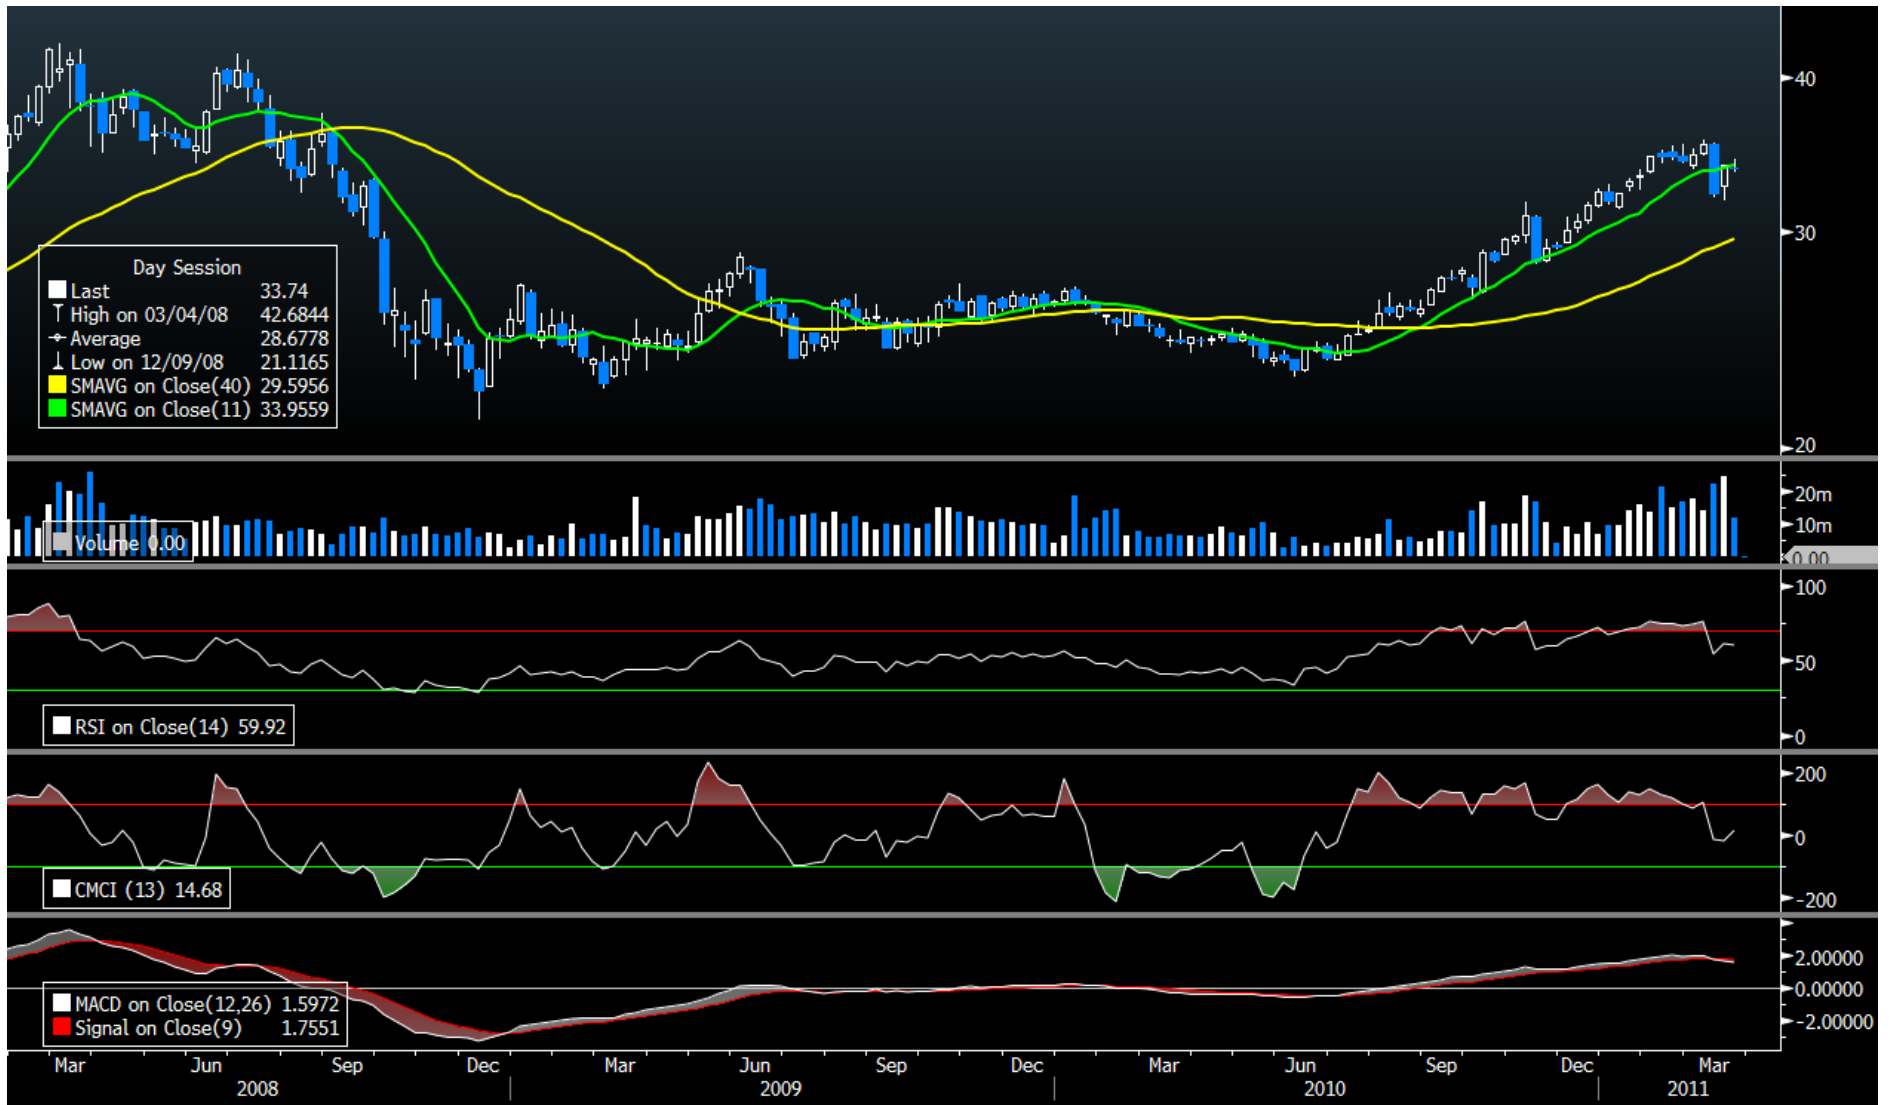 40
30
20
Day Session
Last 33.74
High on 03/04/08 42.6844
Average 28.6778
Low on 12/09/08 21.1165
SMAVG on Close(40) 29.5956
SMAVG on Close(11) 33.9559
20m
10m
0.00
Volume 0.00
100
50
0
RSI on Close(14) 59.92
200
0
-200
CMCI (13) 14.68
2.00000
0.00000
-2.00000
MACD on Close(12,26) 1.5972
Signal on Close(9) 1.7551
Mar Jun Sep Dec Mar Jun Sep Dec Mar Jun Sep Dec Mar
2008 2009 2010 2011